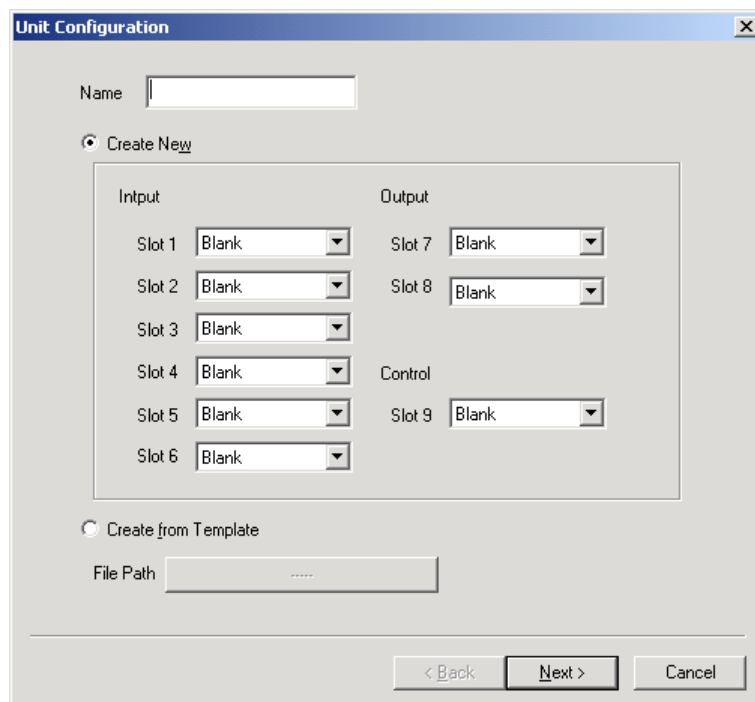 Unit Configuration
Name
Create New
Intput Output
Slot 1 Blank Slot 7 Blank
Slot 2 Blank Slot 8 Blank
Slot 3 Blank
Slot 4 Blank Control
Slot 5 Blank Slot 9 Blank
Slot 6 Blank
Create from Template
File Path -----
< Back Next > Cancel